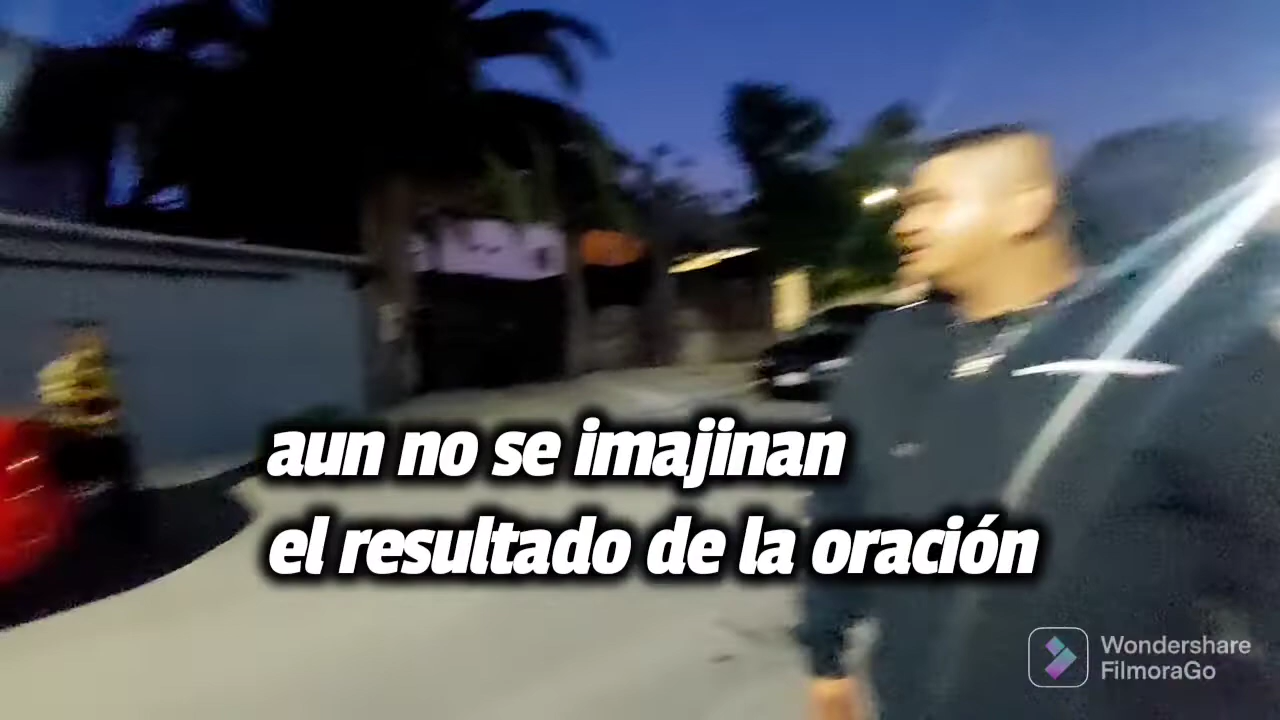 aun no se imajinan
el resultado de la oración
Wondershare
FilmoraGo